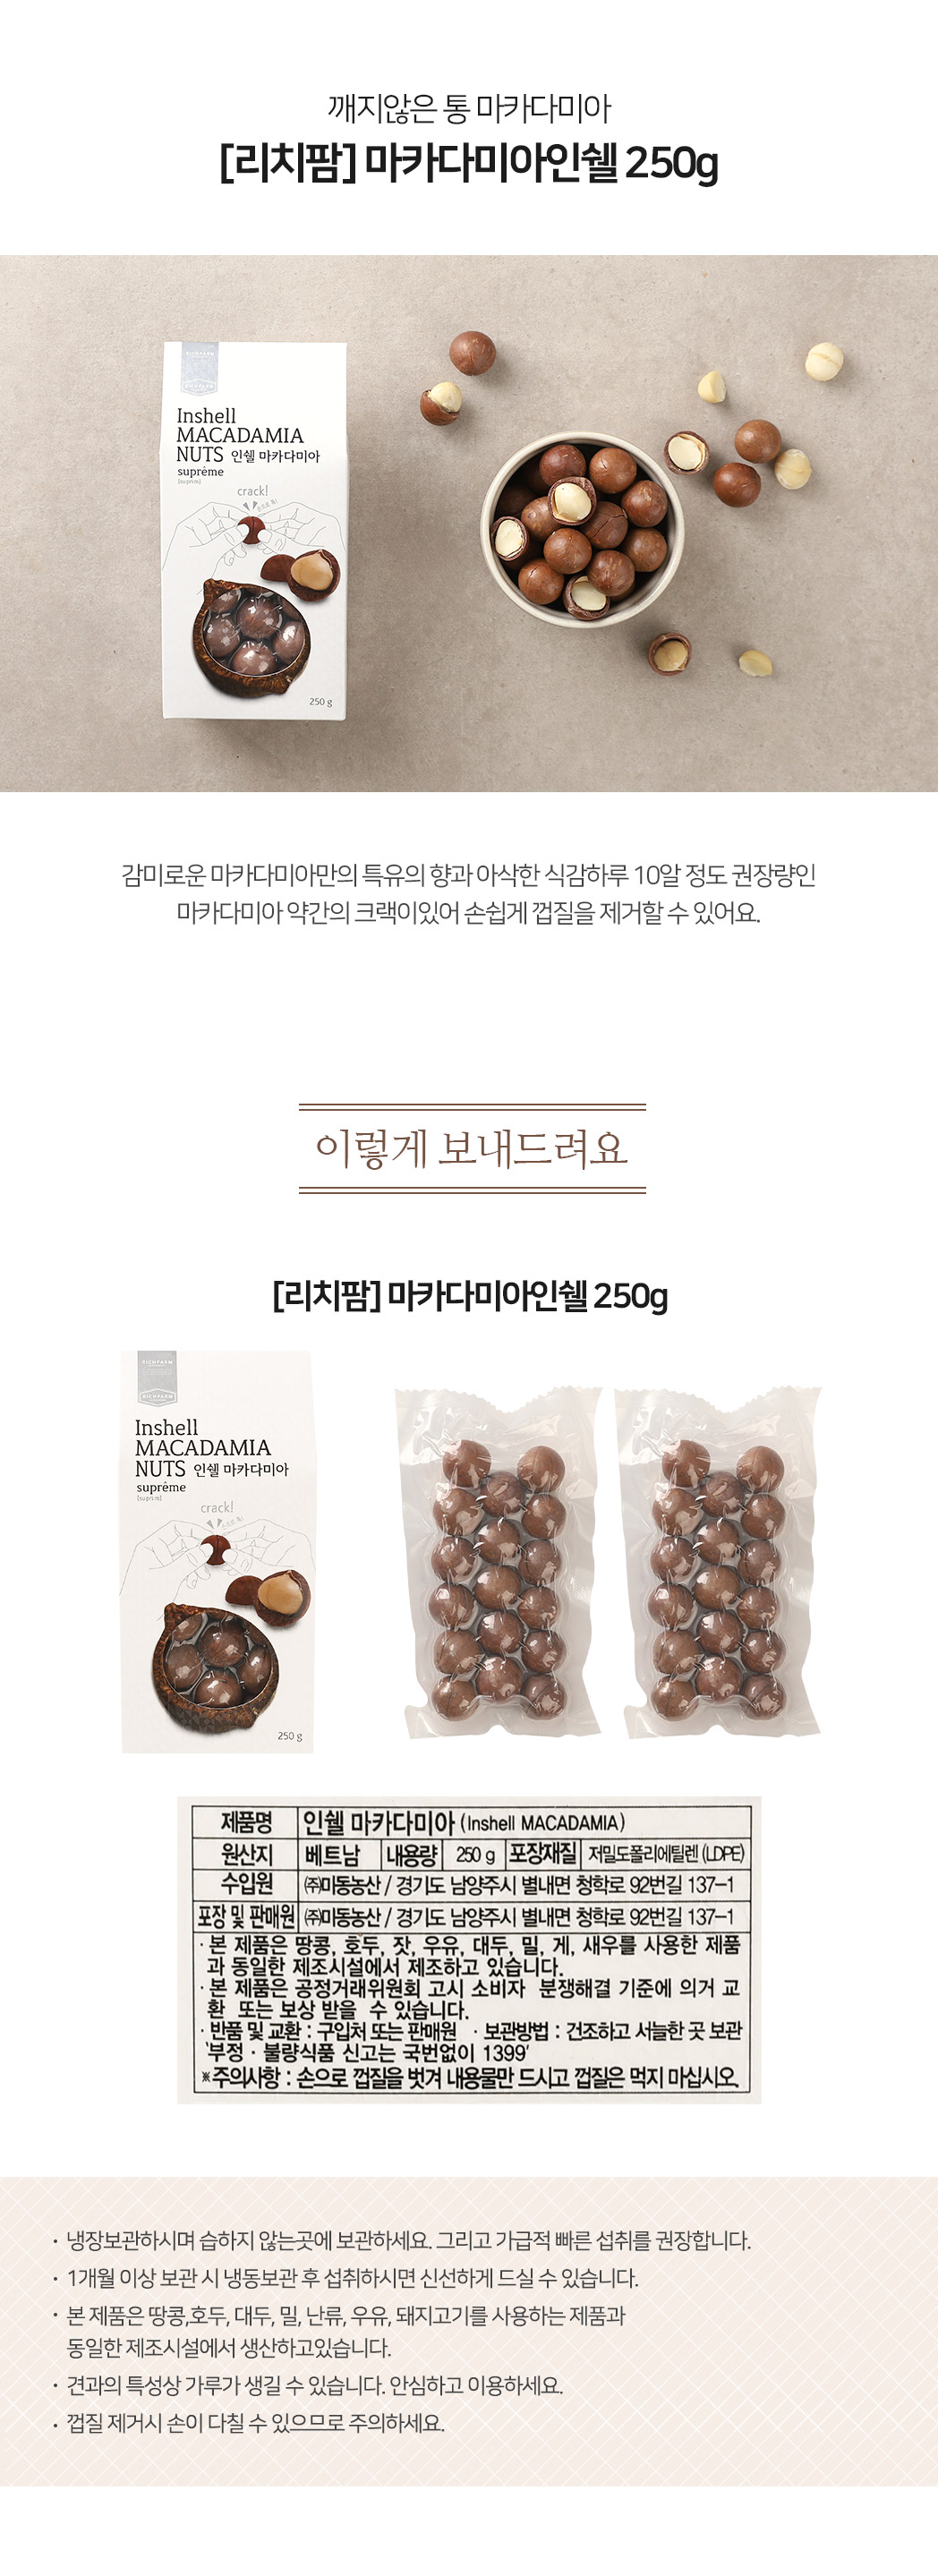 깨지않은 통 마카다미아
[리치팜] 마카다미아인쉘 250g
RICHFARM
RICHFARM
Inshell
MACADAMIA
NUTS 인쉘 마카다미아
suprême
[suprim]
crack!
250 g
감미로운 마카다미아만의 특유의 향과 아삭한 식감하루 10알 정도 권장량인
마카다미아 약간의 크랙이있어 손쉽게 껍질을 제거할 수 있어요.
이렇게 보내드려요
[리치팜] 마카다미아인쉘 250g
RICHFARM
RICHFARM
Inshell
MACADAMIA
NUTS 인쉘 마카다미아
suprême
[suprim]
crack!
250 g
제품명 인쉘 마카다미아 (Inshell MACADAMIA)
원산지 베트남 내용량 250 g 포장재질 저밀도폴리에틸렌 (LDPE)
수입원 ㈜미동농산 / 경기도 남양주시 별내면 청학로 92번길 137-1
포장 및 판매원 ㈜미동농산 / 경기도 남양주시 별내면 청학로 92번길 137-1
· 본 제품은 땅콩, 호두, 잣, 우유, 대두, 밀, 게, 새우를 사용한 제품
과 동일한 제조시설에서 제조하고 있습니다.
· 본 제품은 공정거래위원회 고시 소비자 분쟁해결 기준에 의거 교
환 또는 보상 받을 수 있습니다.
· 반품 및 교환 : 구입처 또는 판매원 · 보관방법 : 건조하고 서늘한 곳 보관
'부정 · 불량식품 신고는 국번없이 1399'
※주의사항 : 손으로 껍질을 벗겨 내용물만 드시고 껍질은 먹지 마십시오.
· 냉장보관하시며 습하지 않는곳에 보관하세요. 그리고 가급적 빠른 섭취를 권장합니다.
· 1개월 이상 보관 시 냉동보관 후 섭취하시면 신선하게 드실 수 있습니다.
· 본 제품은 땅콩,호두, 대두, 밀, 난류, 우유, 돼지고기를 사용하는 제품과
동일한 제조시설에서 생산하고있습니다.
· 견과의 특성상 가루가 생길 수 있습니다. 안심하고 이용하세요.
· 껍질 제거시 손이 다칠 수 있으므로 주의하세요.